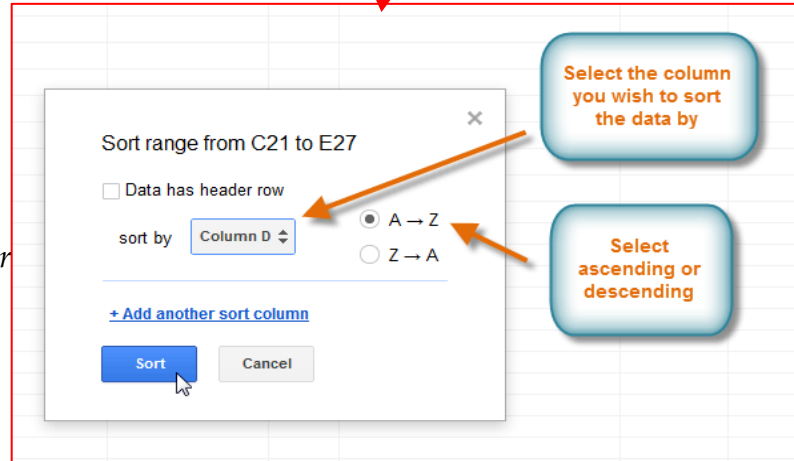 Select the column
you wish to sort
the data by
Sort range from C21 to E27
Data has header row
sort by Column D
A → Z
Z → A
Select
ascending or
descending
r
+ Add another sort column
Sort Cancel